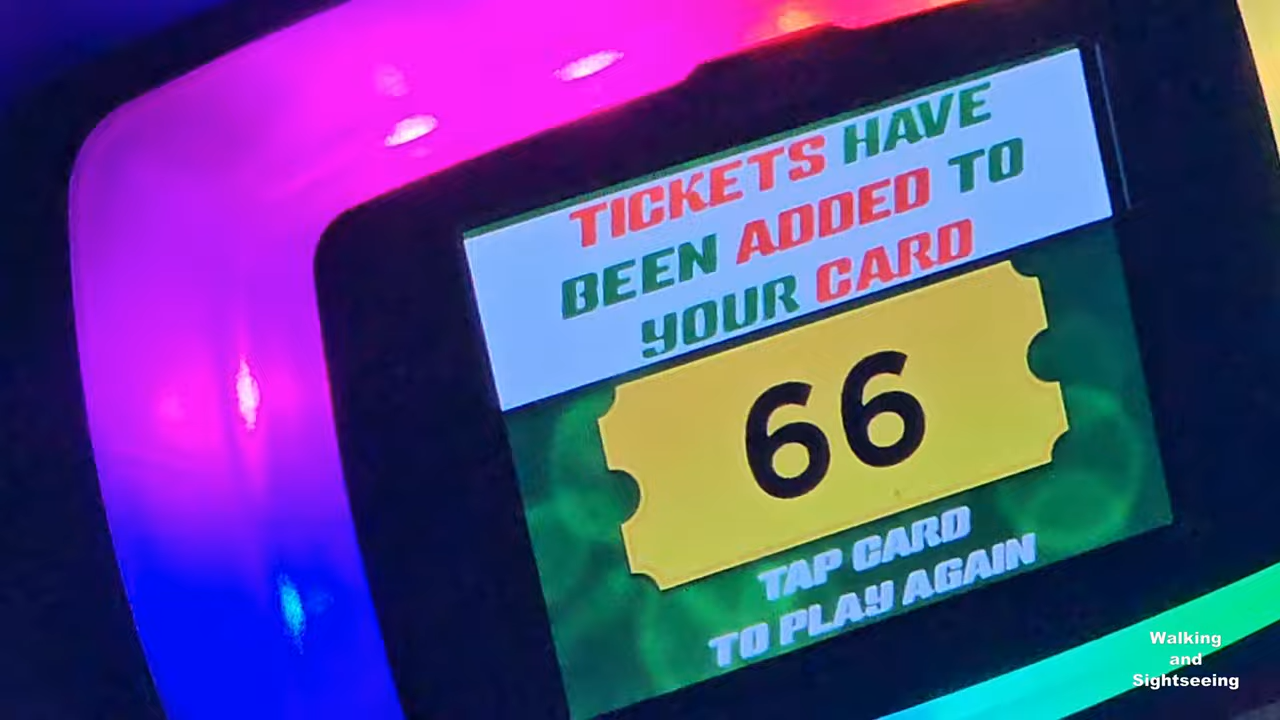 TICKETS HAVE
BEEN ADDED TO
YOUR CARD
66
TAP CARD
TO PLAY AGAIN
Walking
and
Sightseeing